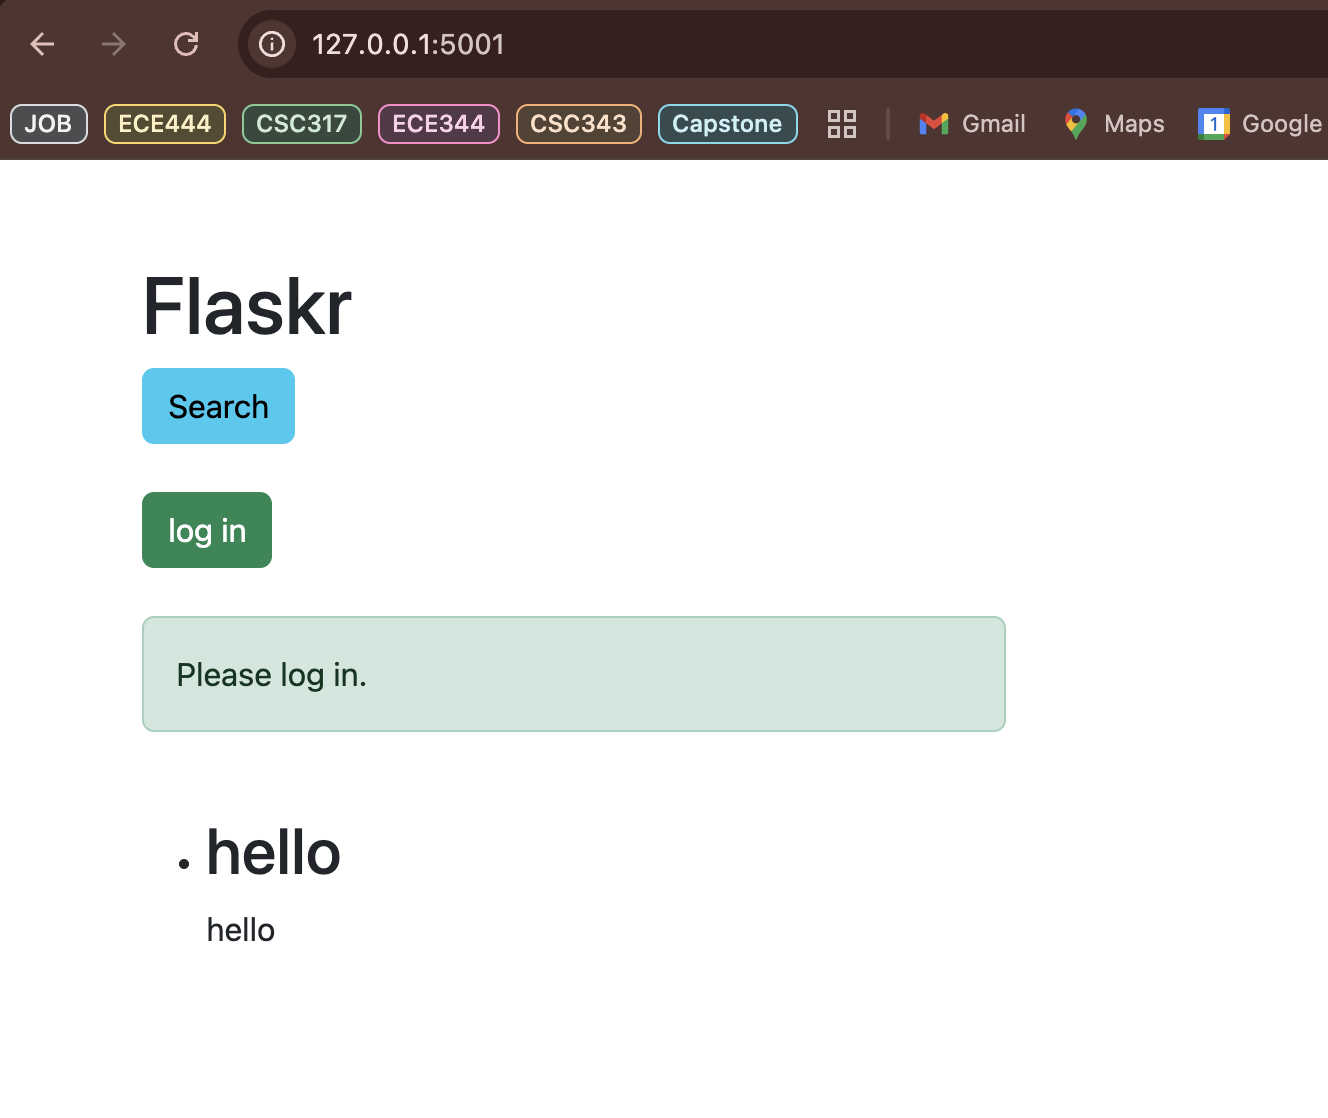 127.0.0.1:5001
JOB ECE444 CSC317 ECE344 CSC343 Capstone Gmail Maps 1 Google
Flaskr
Search
log in
Please log in.
• hello
hello